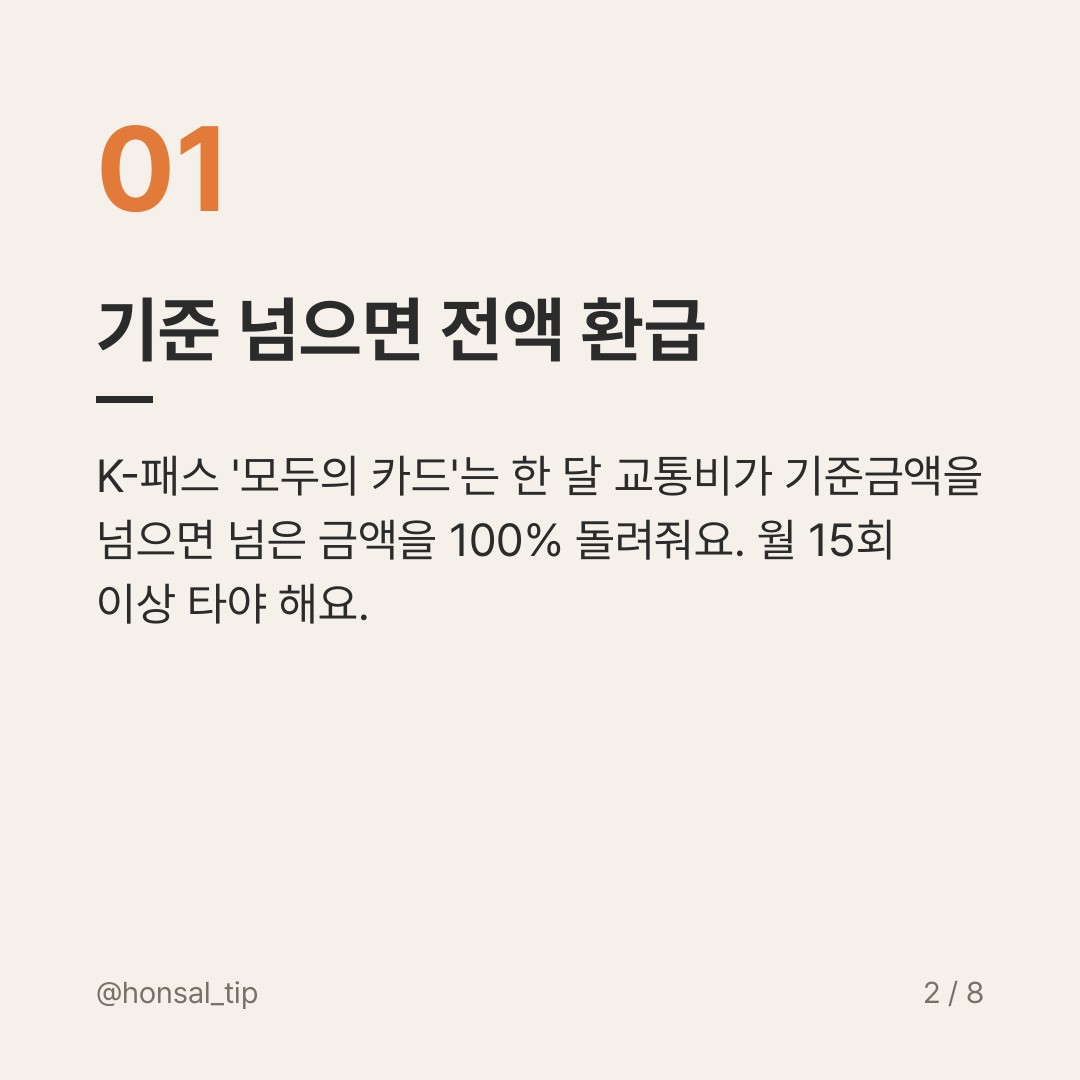 01
기준 넘으면 전액 환급
K-패스 '모두의 카드'는 한 달 교통비가 기준금액을
넘으면 넘은 금액을 100% 돌려줘요. 월 15회
이상 타야 해요.
@honsal_tip
2 / 8